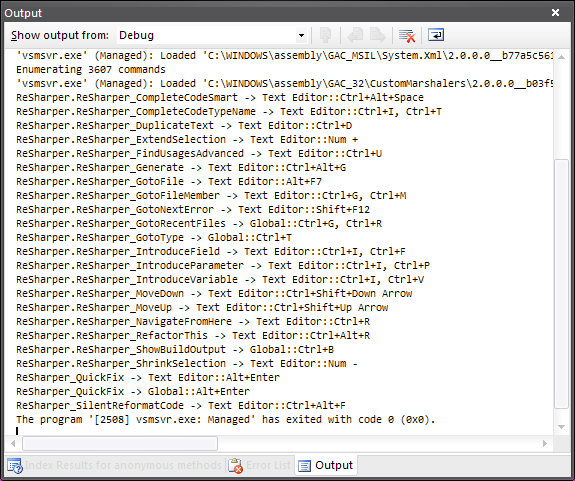 Output
Show output from: Debug
'vsmsvr.exe' (Managed): Loaded 'C:\WINDOWS\assembly\GAC_MSIL\System.Xml\2.0.0.0__b77a5c561
Enumerating 3607 commands
'vsmsvr.exe' (Managed): Loaded 'C:\WINDOWS\assembly\GAC_32\CustomMarshalers\2.0.0.0__b03f5
ReSharper.ReSharper_CompleteCodeSmart -> Text Editor::Ctrl+Alt+Space
ReSharper.ReSharper_CompleteCodeTypeName -> Text Editor::Ctrl+I, Ctrl+T
ReSharper.ReSharper_DuplicateText -> Text Editor::Ctrl+D
ReSharper.ReSharper_ExtendSelection -> Text Editor::Num +
ReSharper.ReSharper_FindUsagesAdvanced -> Text Editor::Ctrl+U
ReSharper.ReSharper_Generate -> Text Editor::Ctrl+Alt+G
ReSharper.ReSharper_GotoFile -> Text Editor::Alt+F7
ReSharper.ReSharper_GotoFileMember -> Text Editor::Ctrl+G, Ctrl+M
ReSharper.ReSharper_GotoNextError -> Text Editor::Shift+F12
ReSharper.ReSharper_GotoRecentFiles -> Global::Ctrl+G, Ctrl+R
ReSharper.ReSharper_GotoType -> Global::Ctrl+T
ReSharper.ReSharper_IntroduceField -> Text Editor::Ctrl+I, Ctrl+F
ReSharper.ReSharper_IntroduceParameter -> Text Editor::Ctrl+I, Ctrl+P
ReSharper.ReSharper_IntroduceVariable -> Text Editor::Ctrl+I, Ctrl+V
ReSharper.ReSharper_MoveDown -> Text Editor::Ctrl+Shift+Down Arrow
ReSharper.ReSharper_MoveUp -> Text Editor::Ctrl+Shift+Up Arrow
ReSharper.ReSharper_NavigateFromHere -> Text Editor::Ctrl+R
ReSharper.ReSharper_RefactorThis -> Text Editor::Ctrl+Alt+R
ReSharper.ReSharper_ShowBuildOutput -> Global::Ctrl+B
ReSharper.ReSharper_ShrinkSelection -> Text Editor::Num -
ReSharper_QuickFix -> Text Editor::Alt+Enter
ReSharper_QuickFix -> Global::Alt+Enter
ReSharper_SilentReformatCode -> Text Editor::Ctrl+Alt+F
The program '[2508] vsmsvr.exe: Managed' has exited with code 0 (0x0).
Index Results for anonymous methods Error List Output